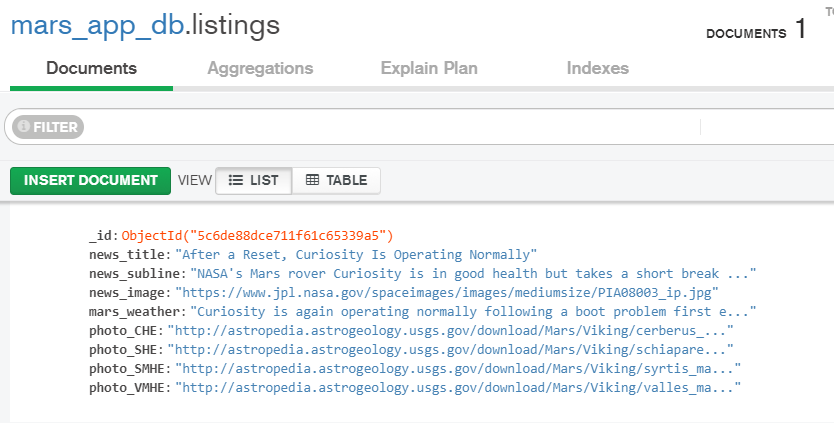 mars_app_db.listings
DOCUMENTS 1
Documents Aggregations Explain Plan Indexes
FILTER
INSERT DOCUMENT VIEW LIST TABLE
_id: ObjectId("5c6de88dce711f61c65339a5")
news_title: "After a Reset, Curiosity Is Operating Normally"
news_subline: "NASA's Mars rover Curiosity is in good health but takes a short break ..."
news_image: "https://www.jpl.nasa.gov/spaceimages/images/mediumsize/PIA08003_ip.jpg"
mars_weather: "Curiosity is again operating normally following a boot problem first e..."
photo_CHE: "http://astropedia.astrogeology.usgs.gov/download/Mars/Viking/cerberus_..."
photo_SHE: "http://astropedia.astrogeology.usgs.gov/download/Mars/Viking/schiapare..."
photo_SMHE: "http://astropedia.astrogeology.usgs.gov/download/Mars/Viking/syrtis_ma..."
photo_VMHE: "http://astropedia.astrogeology.usgs.gov/download/Mars/Viking/valles_ma..."